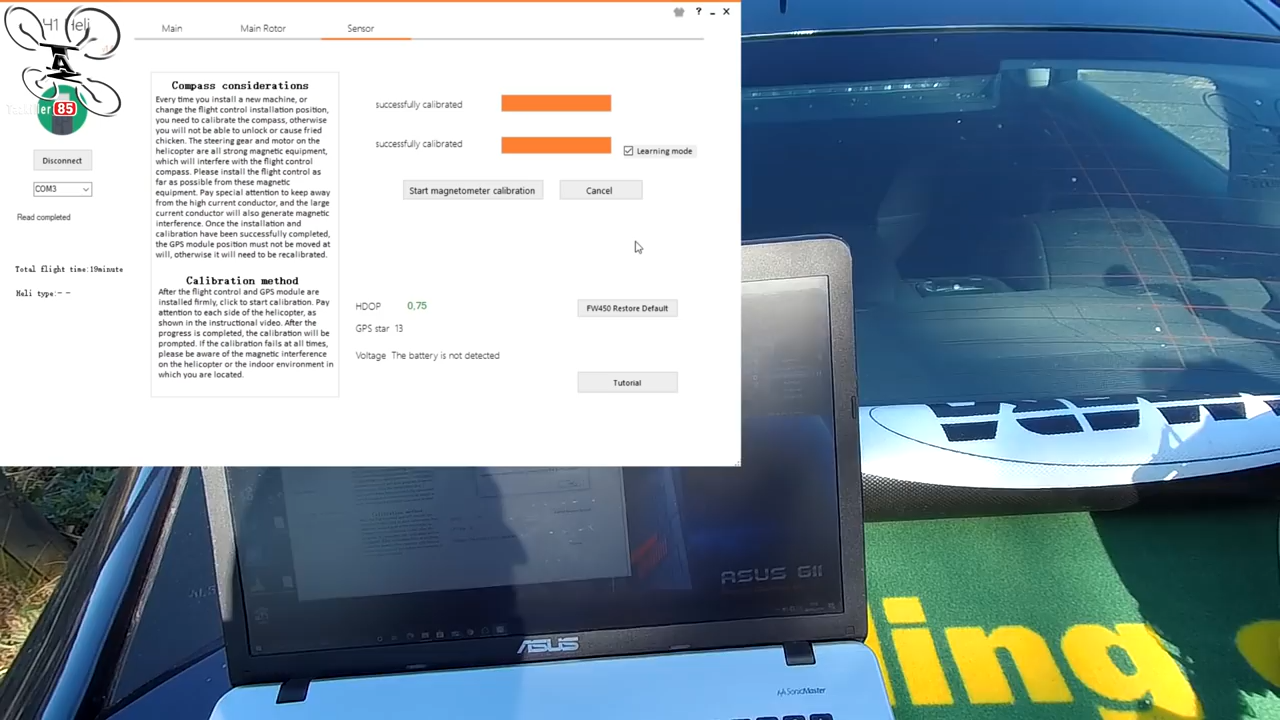 H1 Heli
Main
Main Rotor
Sensor
?
A
85
Disconnect
COM3
Read completed
Total flight time:19minute
Heli type:- -
Compass considerations
Every time you install a new machine, or
change the flight control installation position,
you need to calibrate the compass, otherwise
you will not be able to unlock or cause fried
chicken. The steering gear and motor on the
helicopter are all strong magnetic equipment,
which will interfere with the flight control
compass. Please install the flight control as
far as possible from these magnetic
equipment. Pay special attention to keep away
from the high current conductor, and the large
current conductor will also generate magnetic
interference. Once the installation and
calibration have been successfully completed,
the GPS module position must not be moved at
will, otherwise it will need to be recalibrated.
Calibration method
After the flight control and GPS module are
installed firmly, click to start calibration. Pay
attention to each side of the helicopter, as
shown in the instructional video. After the
progress is completed, the calibration will be
prompted. If the calibration fails at all times,
please be aware of the magnetic interference
on the helicopter or the indoor environment in
which you are located.
successfully calibrated
successfully calibrated
Learning mode
Start magnetometer calibration
Cancel
HDOP 0,75
FW450 Restore Default
GPS star 13
Voltage The battery is not detected
Tutorial
ASUS G11
ASUS
SonicMaster
ing